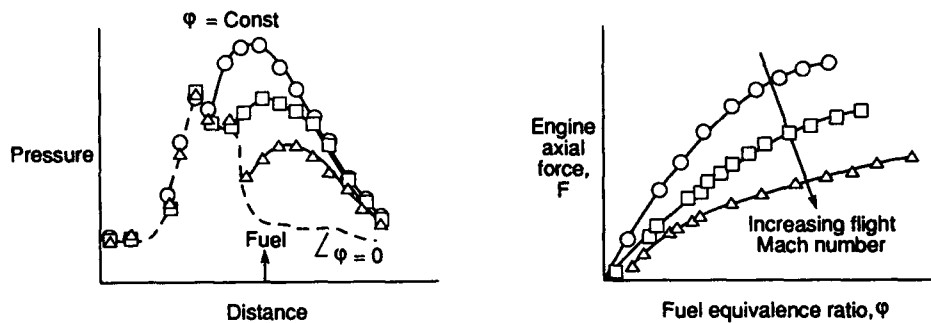 φ = Const
Pressure
Fuel
φ = 0
Distance
Engine
axial
force,
F
Increasing flight
Mach number
Fuel equivalence ratio, φ